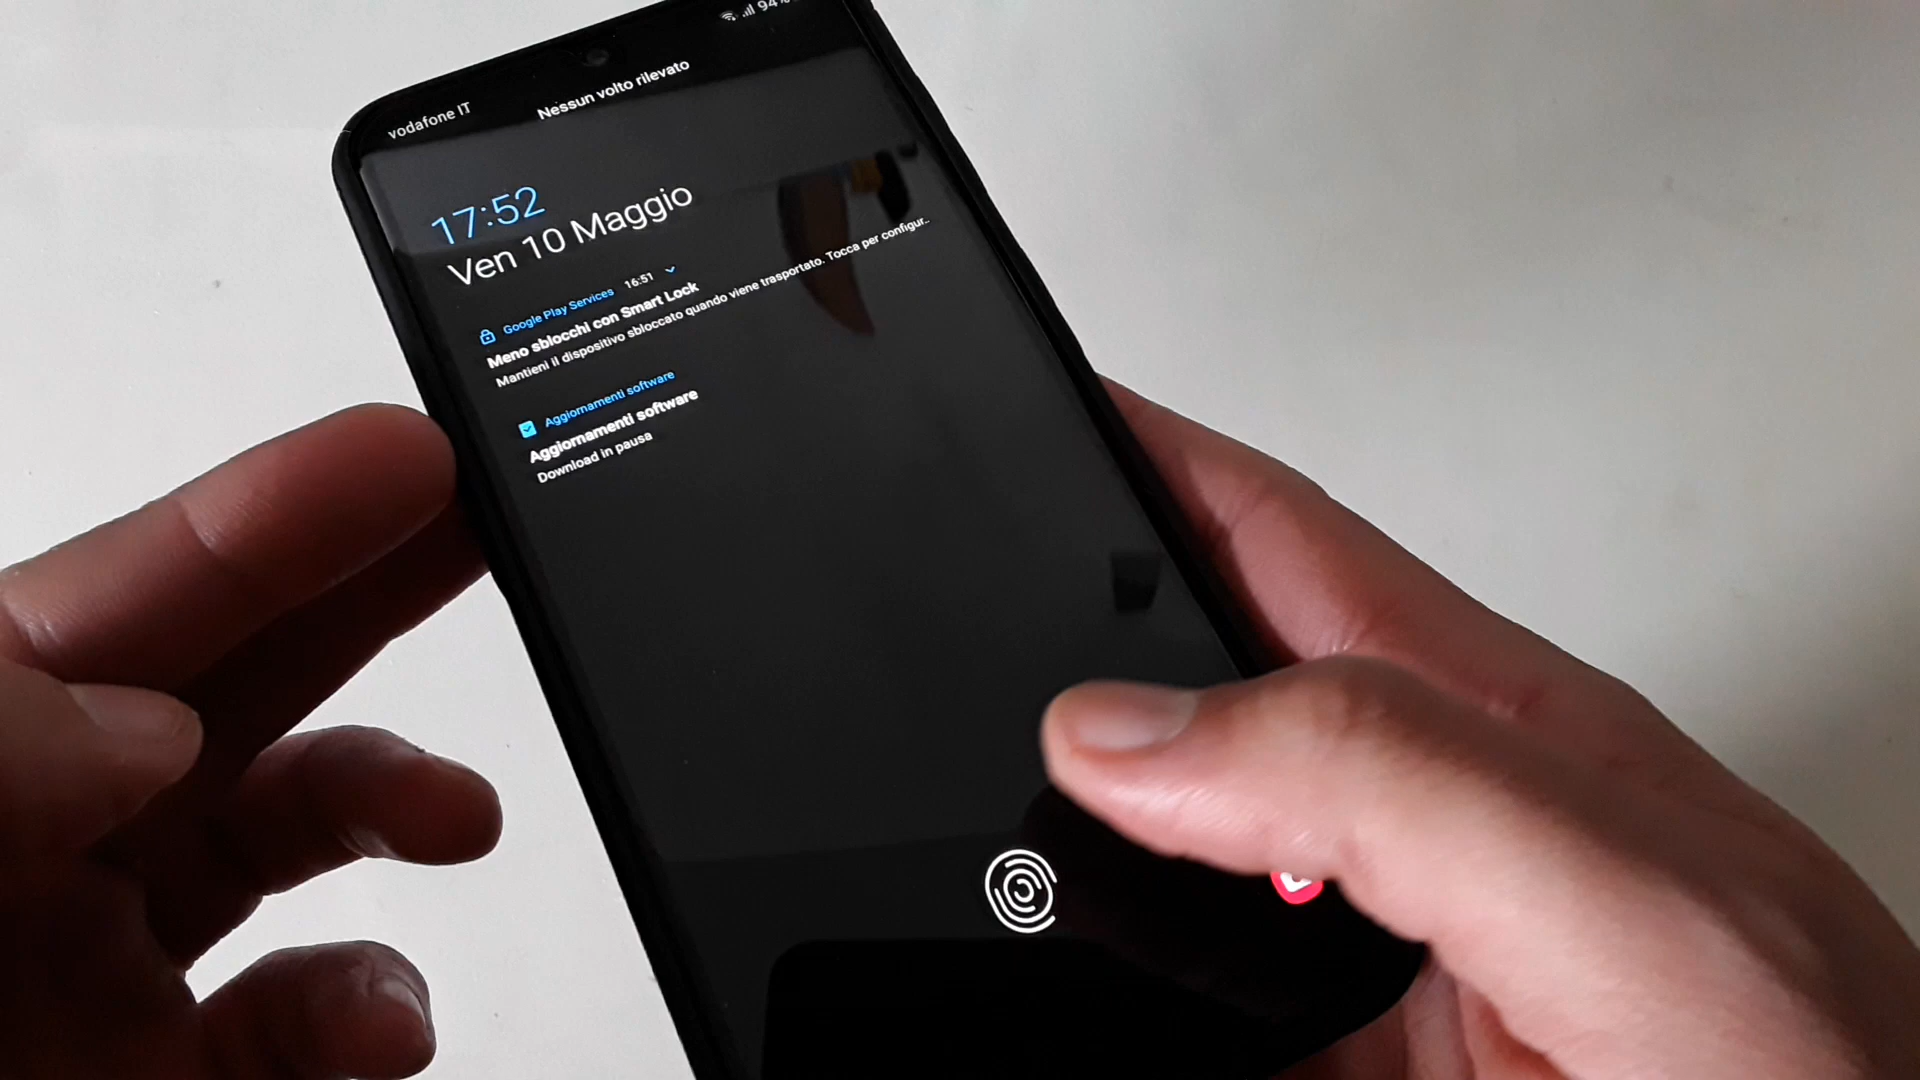 94%
vodafone IT
Nessun volto rilevato
17:52
Ven 10 Maggio
Google Play Services 16:51
Meno sblocchi con Smart Lock
Mantieni il dispositivo sbloccato quando viene trasportato. Tocca per configur..
Aggiornamenti software
Aggiornamenti software
Download in pausa